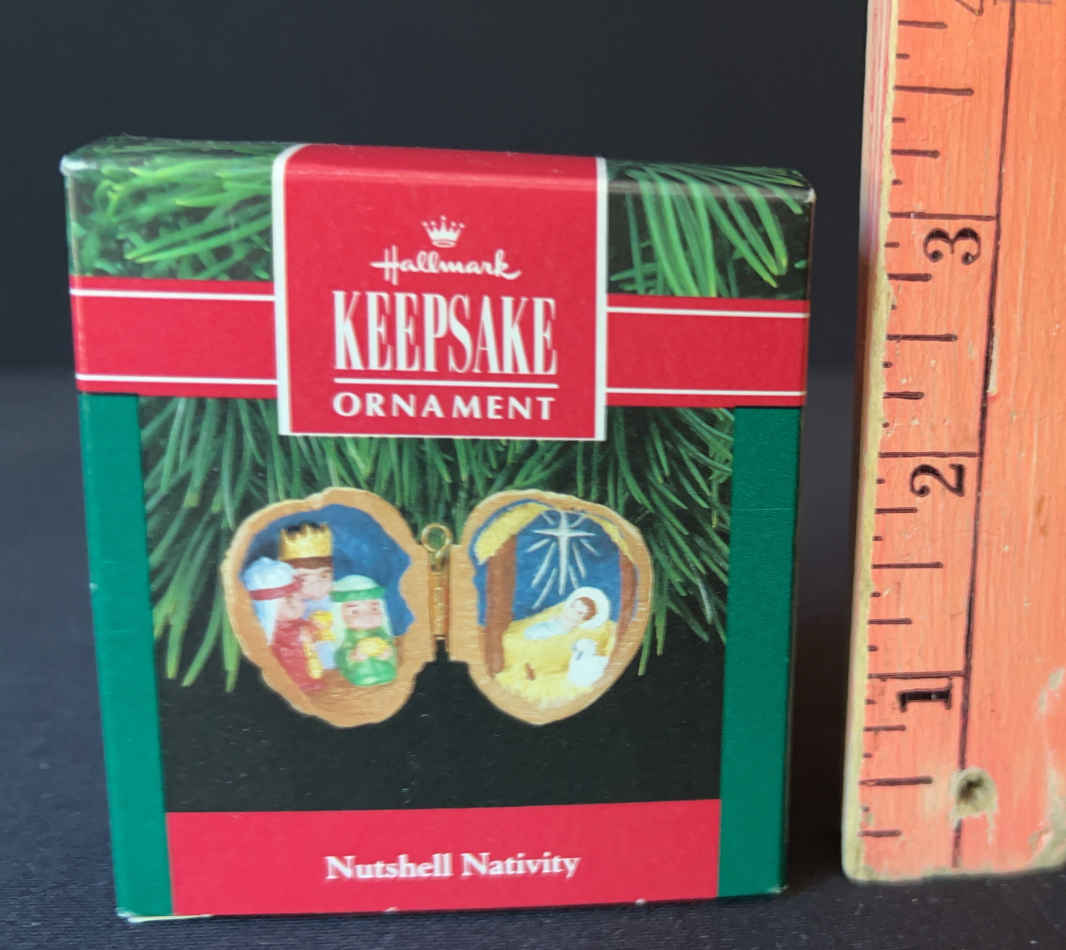 Hallmark
KEEPSAKE
ORNAMENT
Nutshell Nativity
3
2
1